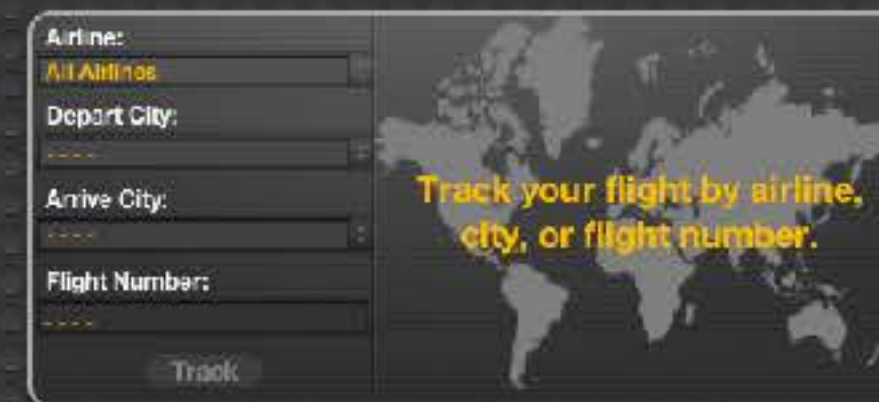 Airline:
All Airlines
Depart City:
----
Arrive City:
----
Flight Number:
----
Track
Track your flight by airline,
city, or flight number.